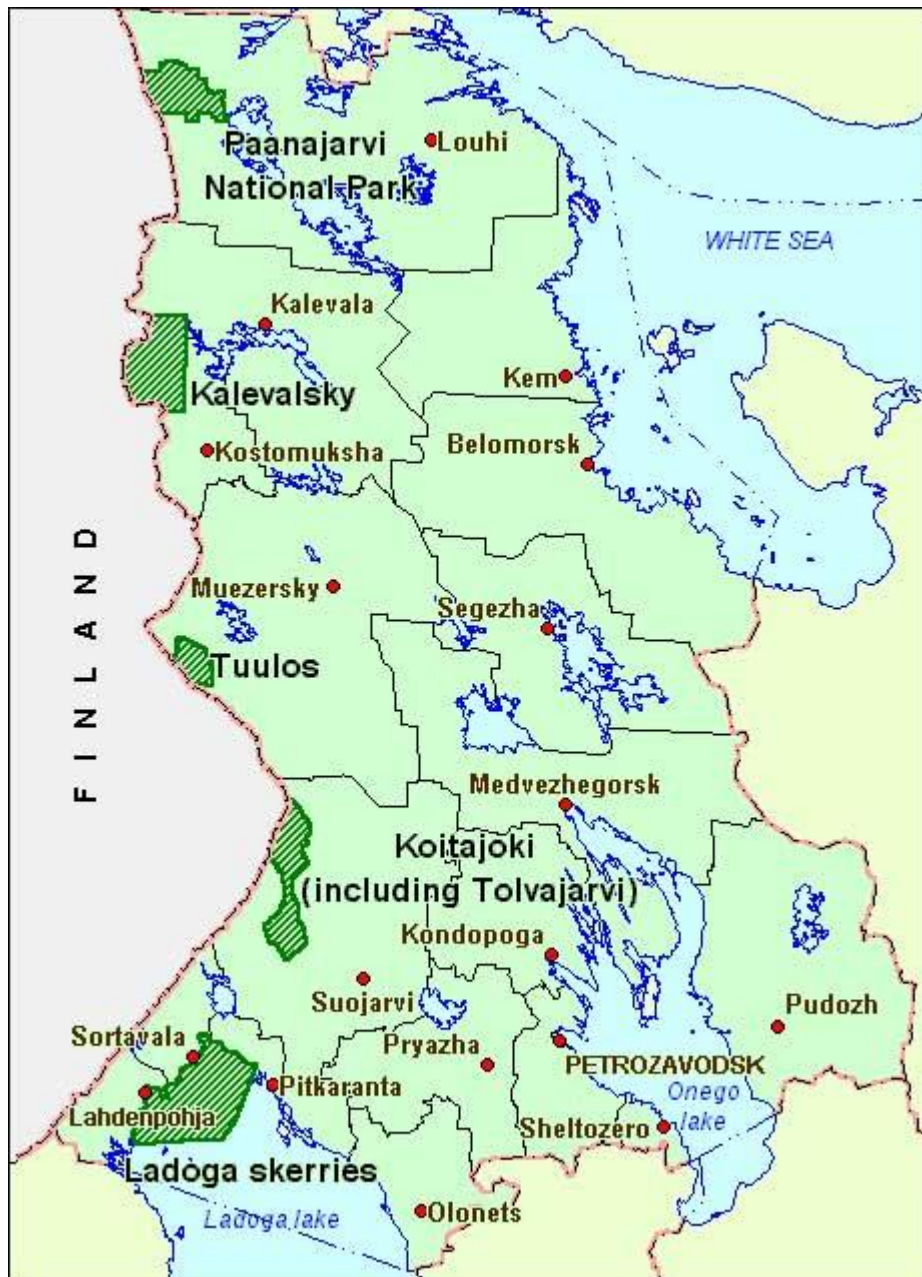 Louhi
Paanajarvi
National Park
WHITE SEA
Kalevala
Kem
Kalevalsky
Kostomuksha
Belomorsk
FINLAND
Muezersky
Segezha
Tuulos
Medvezhegorsk
Koitajoki
(including Tolvajarvi)
Kondopoga
Suojarvi
Pudozh
Sortavala
Pryazha
PETROZAVODSK
Pitkaranta
Onego
lake
Lahdenpohja
Sheltozero
Ladoga skerries
Ladoga lake
Olonets